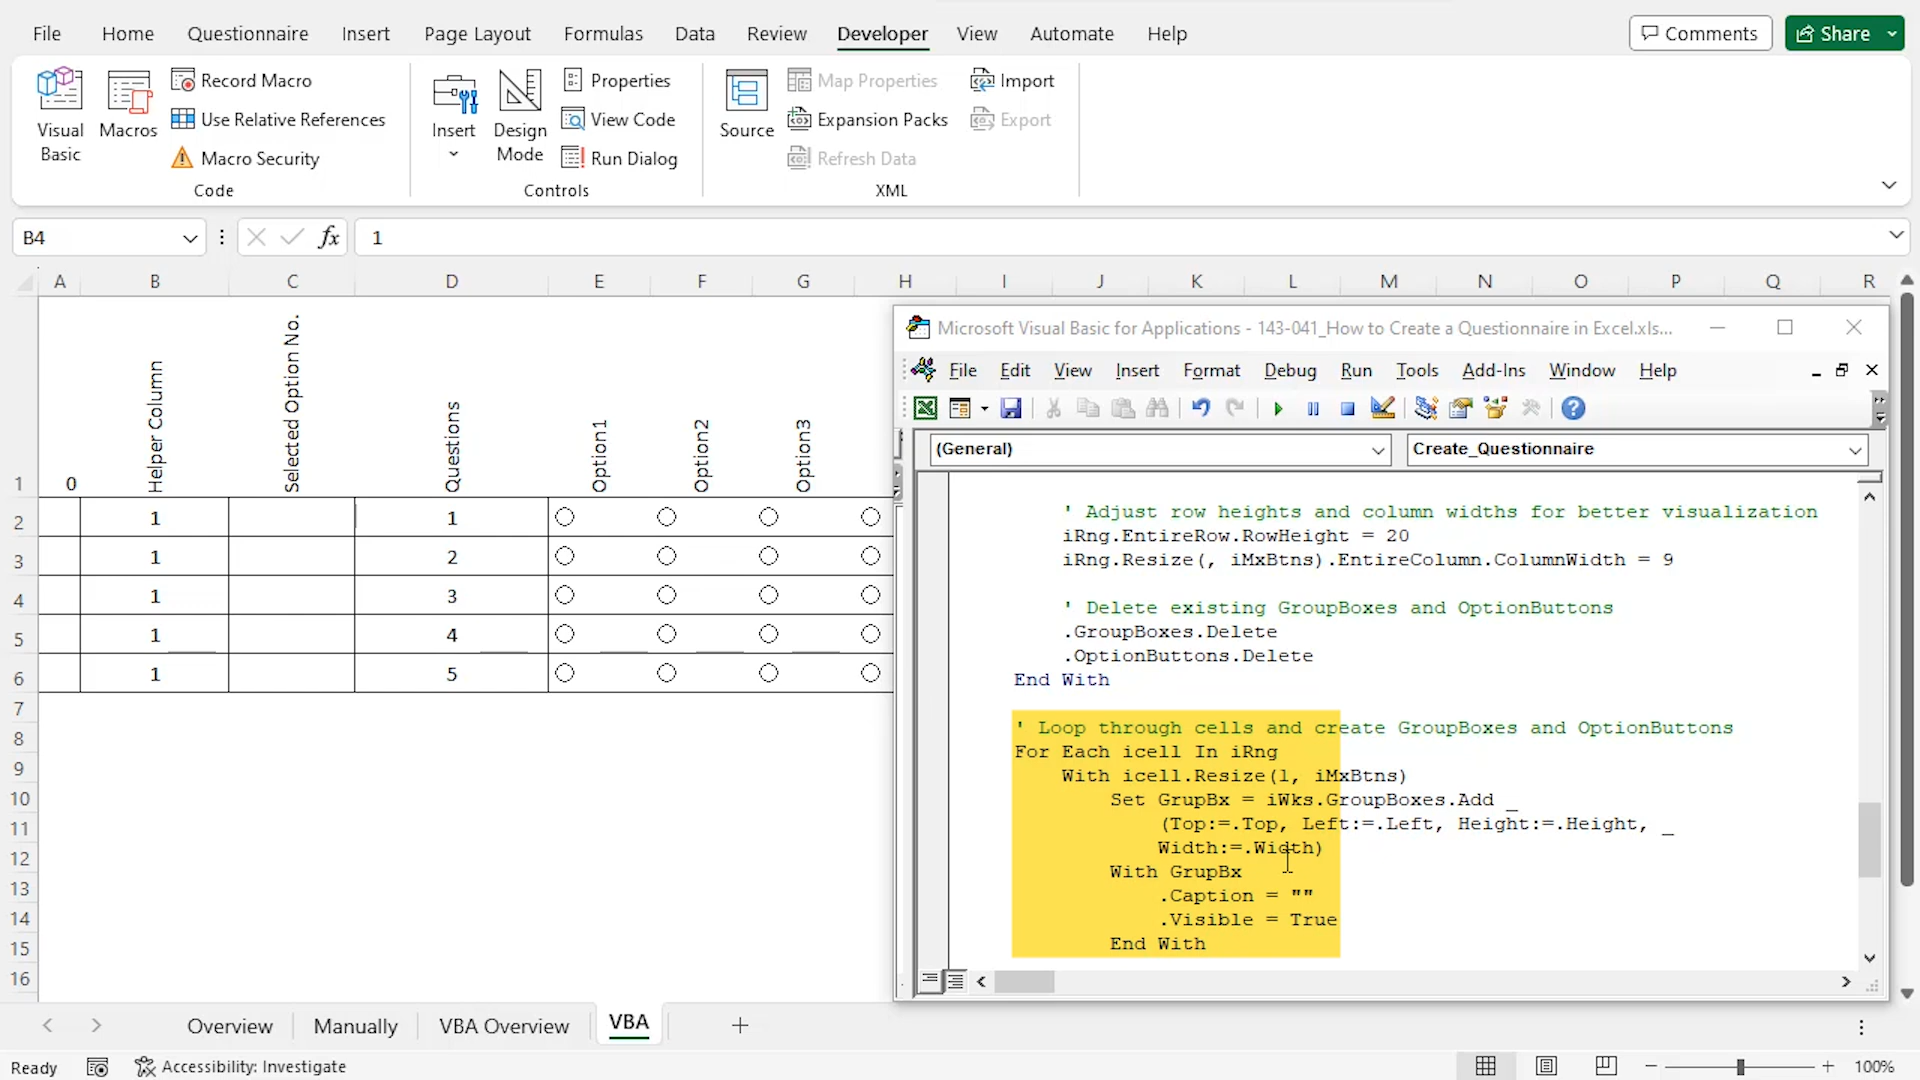 File Home Questionnaire Insert Page Layout Formulas Data Review Developer View Automate Help Comments Share
Visual Basic
Macros
Record Macro
Use Relative References
Macro Security
Code
Insert
Design Mode
Properties
View Code
Run Dialog
Controls
Source
Map Properties
Expansion Packs
Refresh Data
Import
Export
XML
B4 fx 1
A B C D E F G H I J K L M N O P Q R
1 0 Helper Column Selected Option No. Questions Option1 Option2 Option3
2 1 1
3 1 2
4 1 3
5 1 4
6 1 5
7
8
9
10
11
12
13
14
15
16
Microsoft Visual Basic for Applications - 143-041_How to Create a Questionnaire in Excel.xls...
File Edit View Insert Format Debug Run Tools Add-Ins Window Help
(General) Create_Questionnaire
' Adjust row heights and column widths for better visualization
iRng.EntireRow.RowHeight = 20
iRng.Resize(, iMxBtns).EntireColumn.ColumnWidth = 9
' Delete existing GroupBoxes and OptionButtons
.GroupBoxes.Delete
.OptionButtons.Delete
End With
' Loop through cells and create GroupBoxes and OptionButtons
For Each icell In iRng
With icell.Resize(1, iMxBtns)
Set GrupBx = iWks.GroupBoxes.Add _
(Top:=.Top, Left:=.Left, Height:=.Height, _
Width:=.Width)
With GrupBx
.Caption = ""
.Visible = True
End With
Overview Manually VBA Overview VBA
Ready Accessibility: Investigate 100%